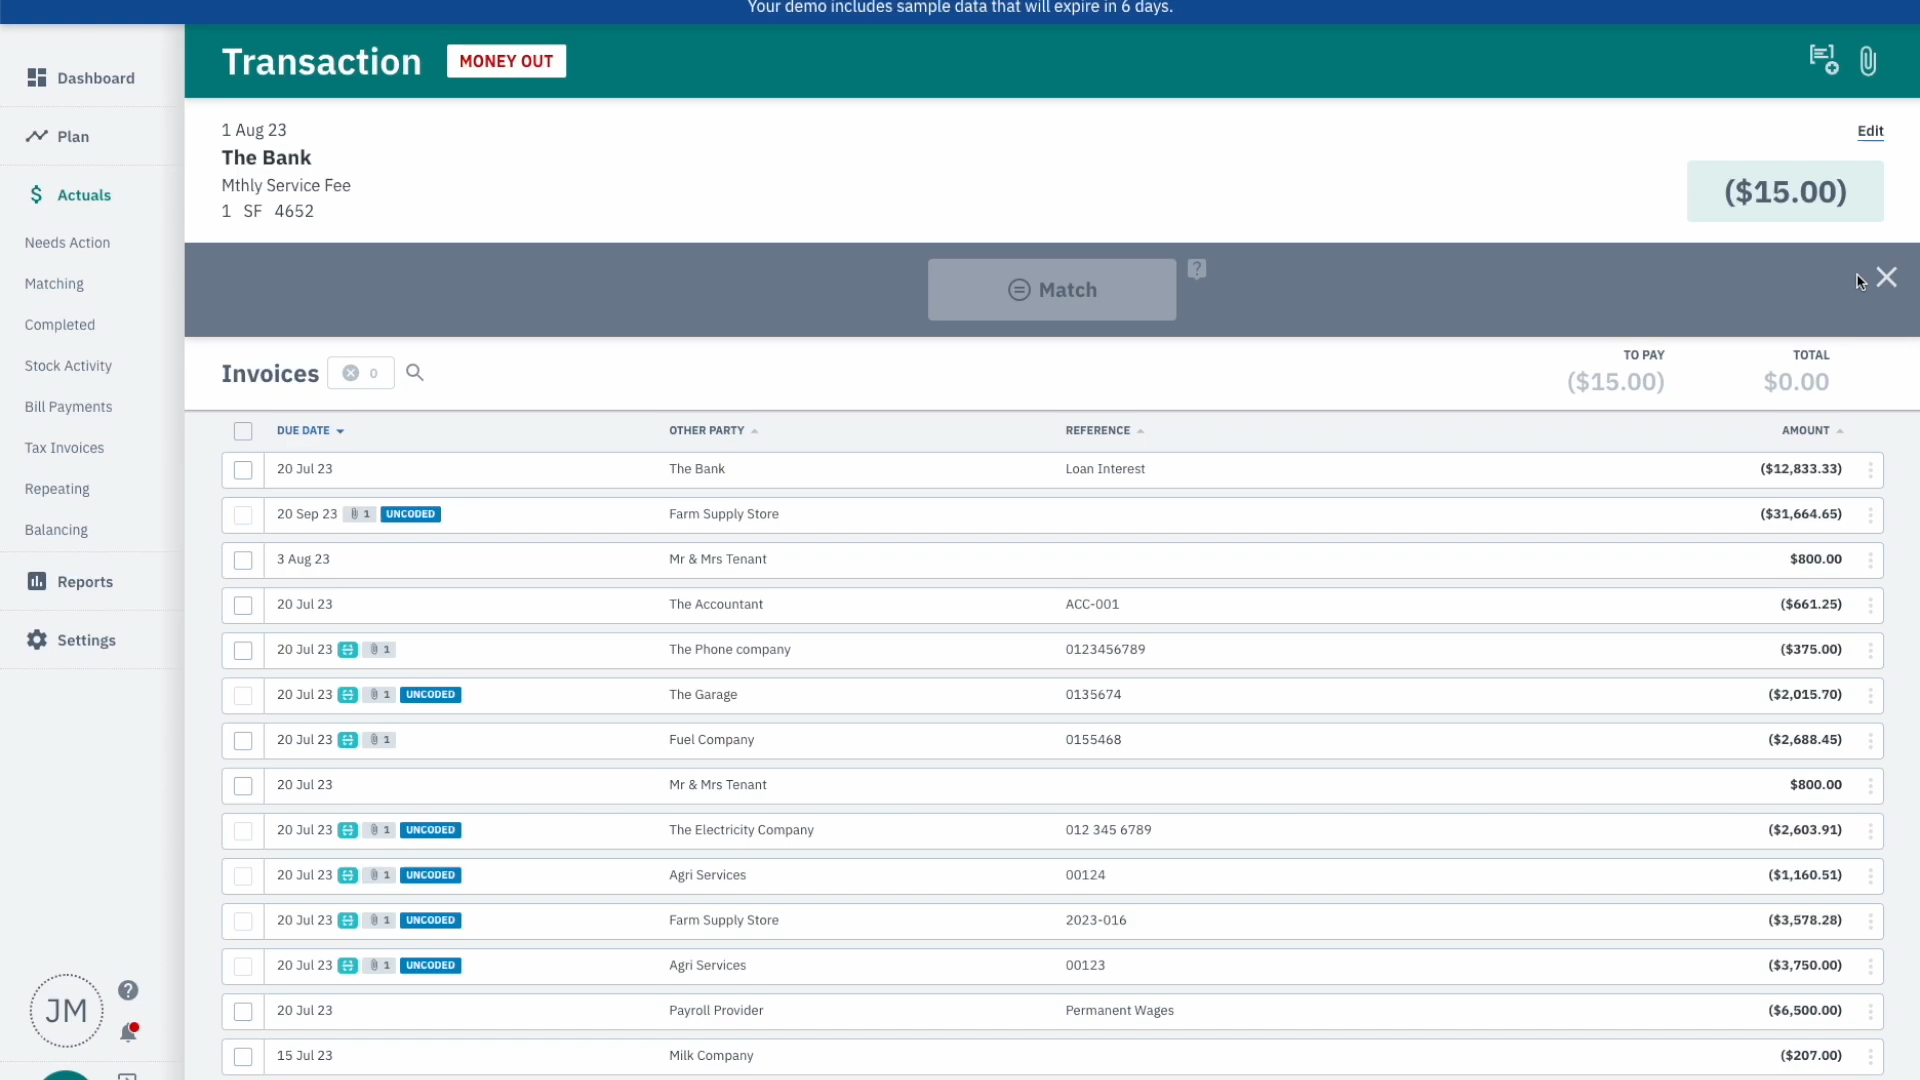 Your demo includes sample data that will expire in 6 days.
Transaction MONEY OUT
Dashboard
Plan
Actuals
Needs Action
Matching
Completed
Stock Activity
Bill Payments
Tax Invoices
Repeating
Balancing
Reports
Settings
JM
1 Aug 23
Edit
The Bank
Mthly Service Fee
1 SF 4652
($15.00)
Match ?
Invoices 0
TO PAY TOTAL
($15.00) $0.00
DUE DATE OTHER PARTY REFERENCE AMOUNT
20 Jul 23 The Bank Loan Interest ($12,833.33)
20 Sep 23 1 UNCODED Farm Supply Store ($31,664.65)
3 Aug 23 Mr & Mrs Tenant $800.00
20 Jul 23 The Accountant ACC-001 ($661.25)
20 Jul 23 1 The Phone company 0123456789 ($375.00)
20 Jul 23 1 UNCODED The Garage 0135674 ($2,015.70)
20 Jul 23 1 Fuel Company 0155468 ($2,688.45)
20 Jul 23 Mr & Mrs Tenant $800.00
20 Jul 23 1 UNCODED The Electricity Company 012 345 6789 ($2,603.91)
20 Jul 23 1 UNCODED Agri Services 00124 ($1,160.51)
20 Jul 23 1 UNCODED Farm Supply Store 2023-016 ($3,578.28)
20 Jul 23 1 UNCODED Agri Services 00123 ($3,750.00)
20 Jul 23 Payroll Provider Permanent Wages ($6,500.00)
15 Jul 23 Milk Company ($207.00)